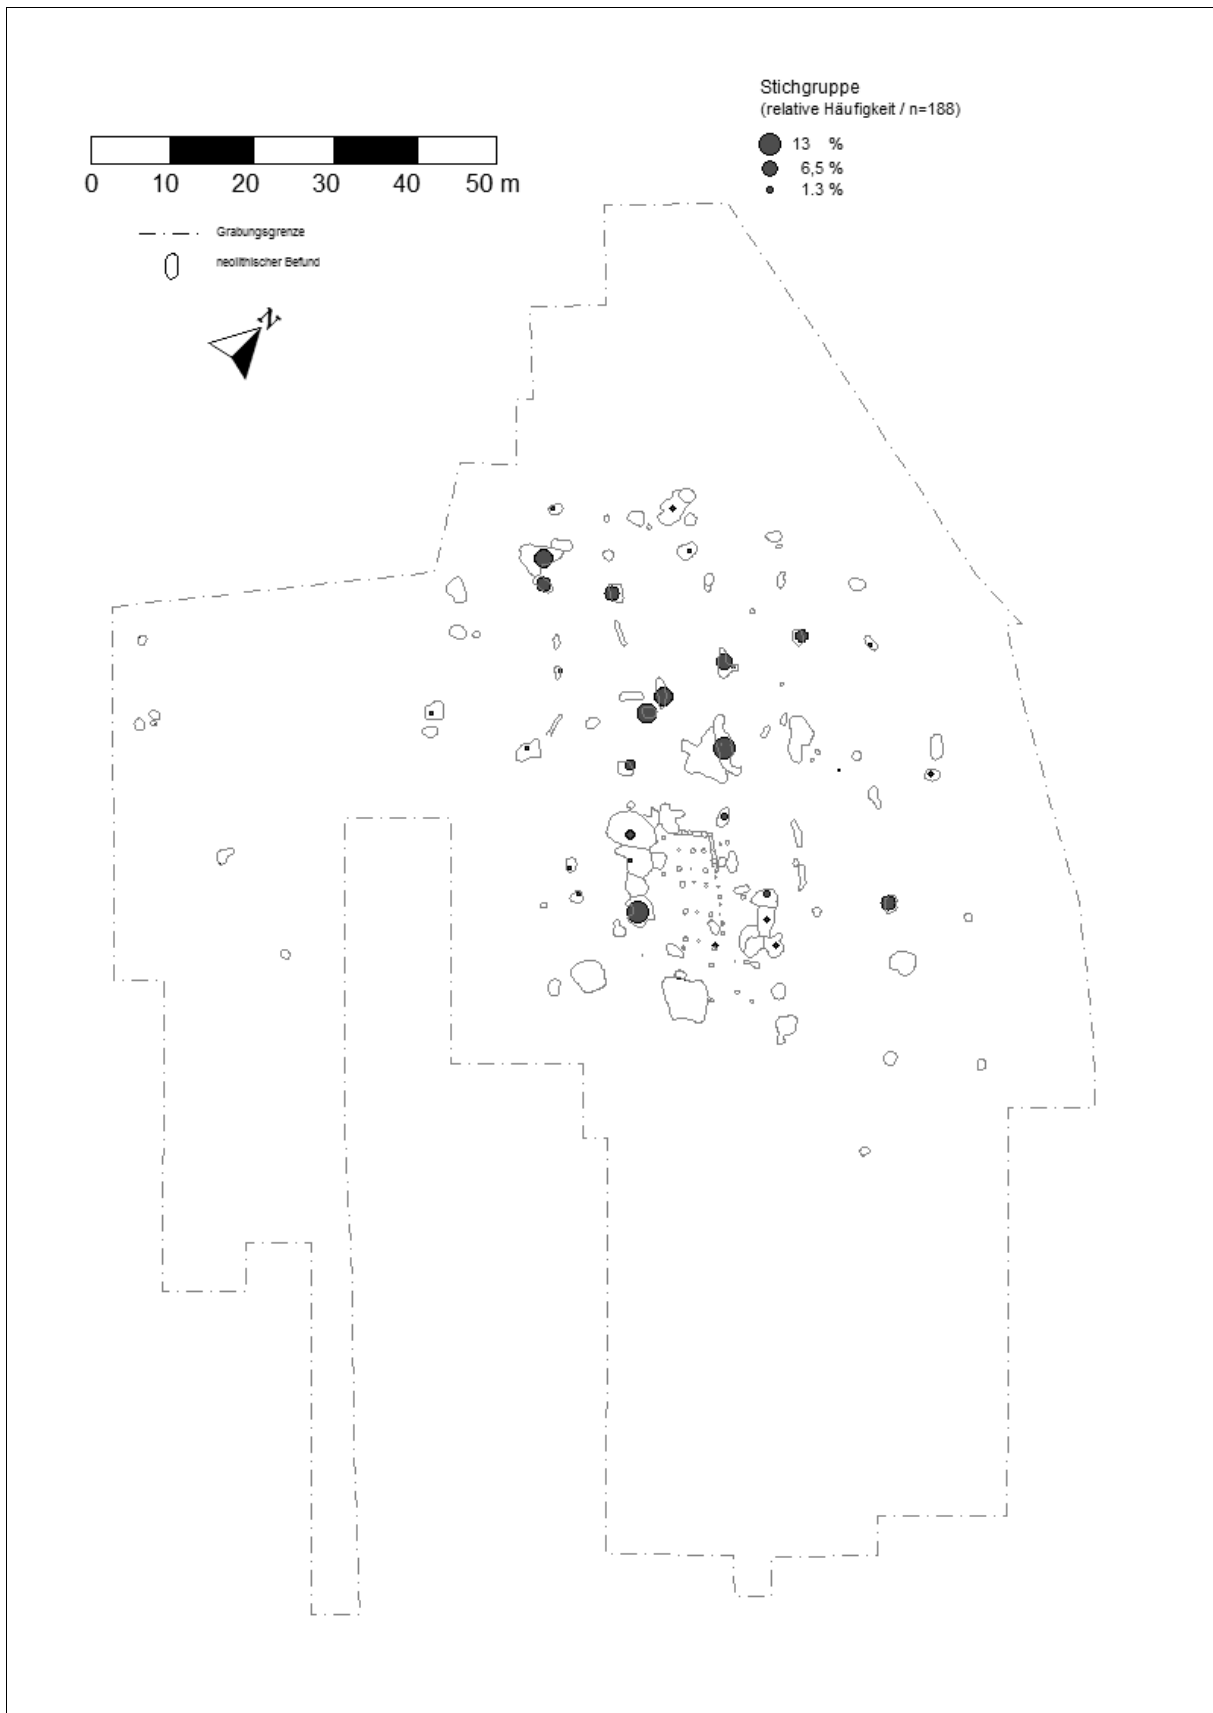 Stichgruppe
(relative Häufigkeit / n=188)
13 %
6,5 %
1.3 %
0 10 20 30 40 50 m
Grabungsgrenze
neolithischer Befund
N